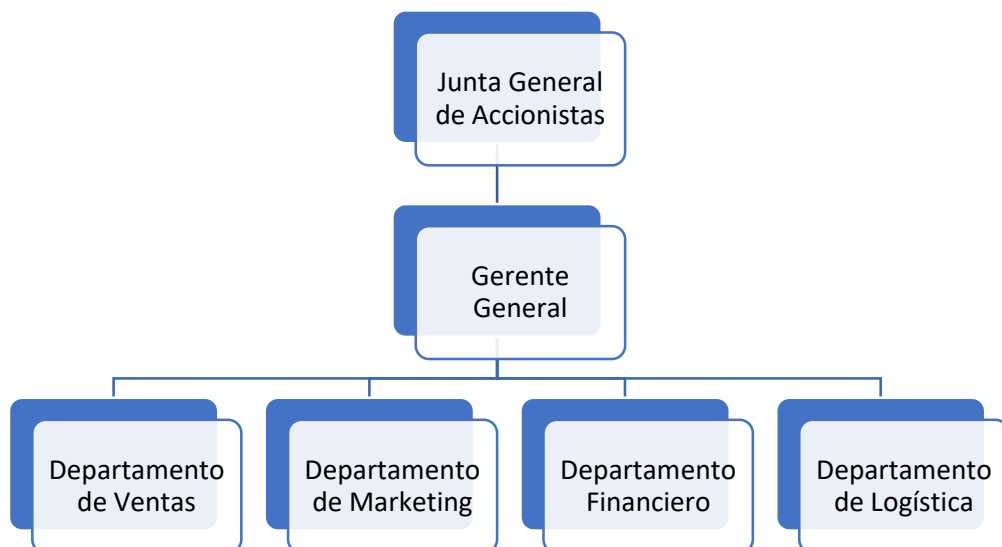 Junta General
de Accionistas
Gerente
General
Departamento
de Ventas
Departamento
de Marketing
Departamento
Financiero
Departamento
de Logística